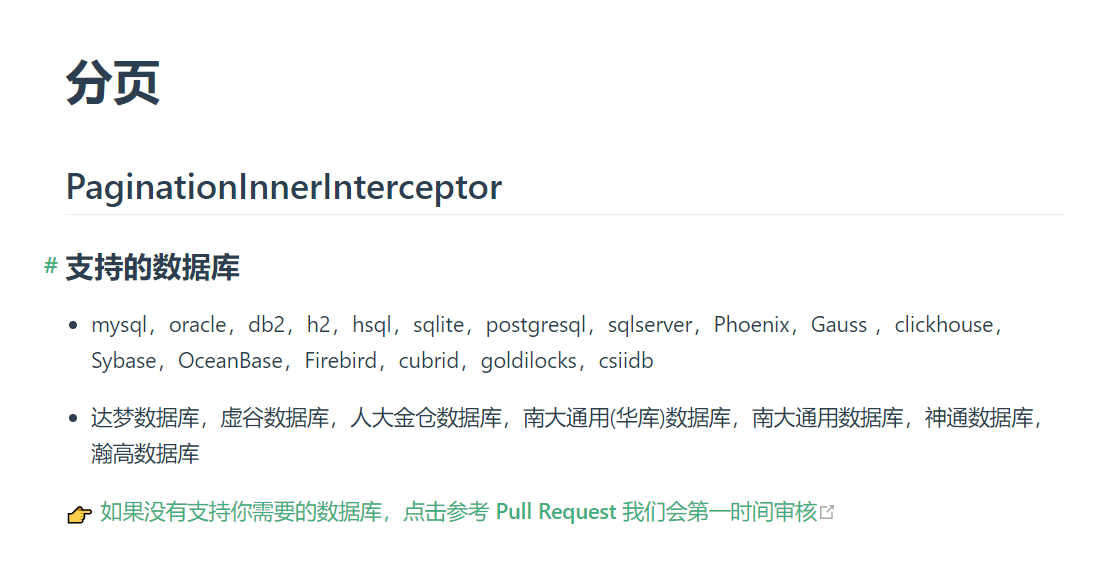 分页
PaginationInnerInterceptor
# 支持的数据库
• mysql，oracle，db2，h2，hsql，sqlite，postgresql，sqlserver，Phoenix，Gauss ，clickhouse，
Sybase，OceanBase，Firebird，cubrid，goldilocks，csiidb
• 达梦数据库，虚谷数据库，人大金仓数据库，南大通用(华库)数据库，南大通用数据库，神通数据库，
瀚高数据库
👉 如果没有支持你需要的数据库，点击参考 Pull Request 我们会第一时间审核